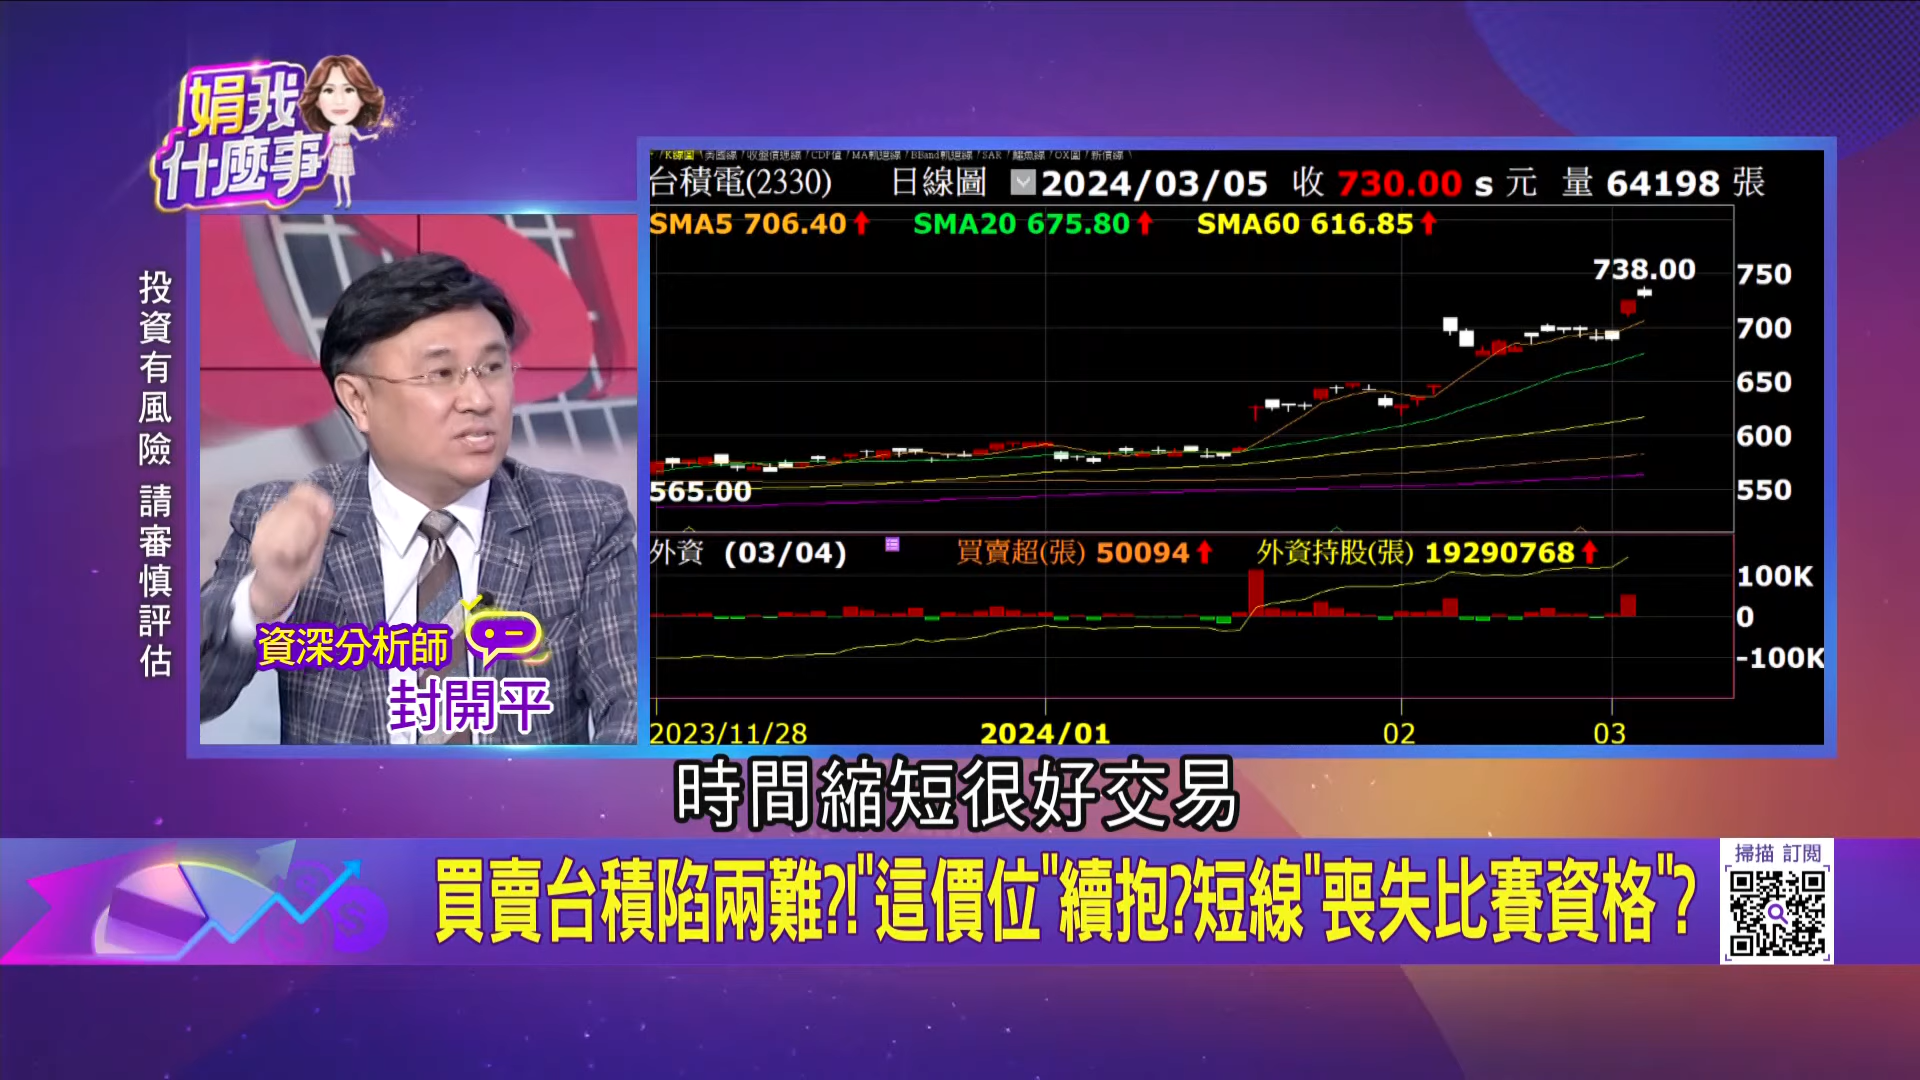 娟我
什麼事
投資有風險 請審慎評估
K線圖
台積電(2330) 日線圖 2024/03/05 收 730.00 s 元 量 64198 張
SMA5 706.40↑ SMA20 675.80↑ SMA60 616.85↑
738.00
750
700
650
600
550
565.00
外資 (03/04) 買賣超(張) 50094↑ 外資持股(張) 19290768↑
100K
0
-100K
2023/11/28 2024/01 02 03
資深分析師
封開平
時間縮短很好交易
買賣台積陷兩難?!"這價位"續抱?短線"喪失比賽資格"?
掃描 訂閱